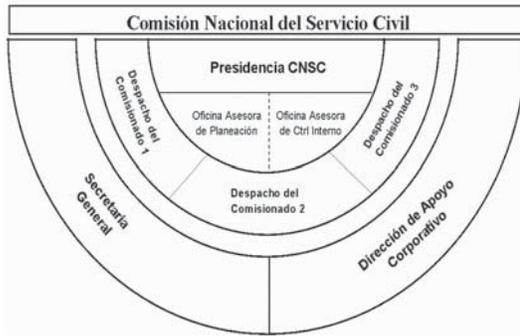 Comisión Nacional del Servicio Civil
Presidencia CNSC
Oficina Asesora
de Planeación
Oficina Asesora
de Ctrl Interno
Despacho del
Comisionado 1
Despacho del
Comisionado 2
Despacho del
Comisionado 3
Secretaría
General
Dirección de Apoyo
Corporativo